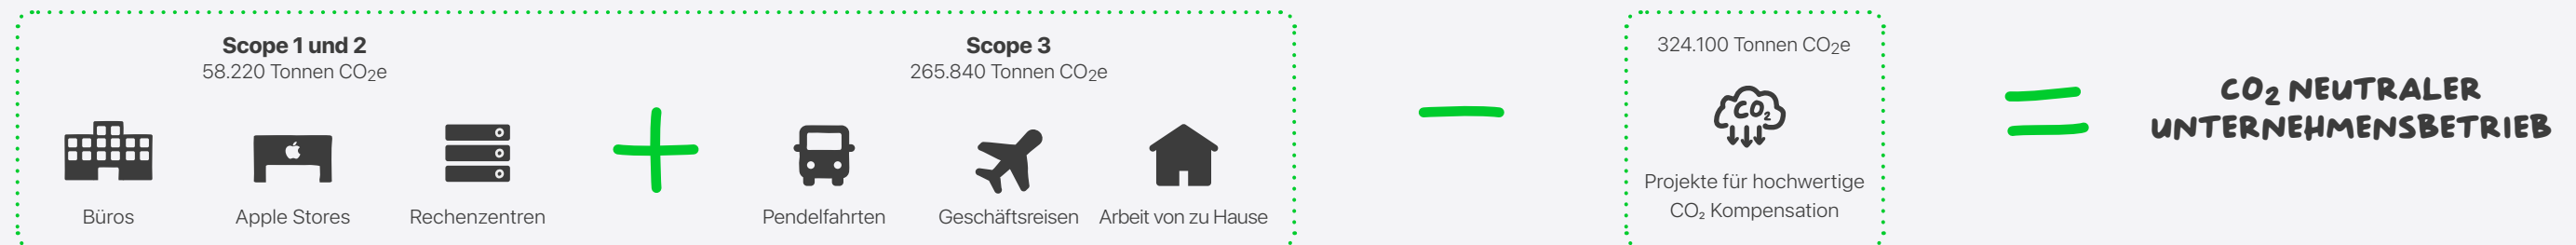 Scope 1 und 2
58.220 Tonnen CO₂e
Büros
Apple Stores
Rechenzentren
Scope 3
265.840 Tonnen CO₂e
Pendelfahrten
Geschäftsreisen
Arbeit von zu Hause
324.100 Tonnen CO₂e
CO₂
Projekte für hochwertige
CO₂ Kompensation
CO₂ NEUTRALER
UNTERNEHMENSBETRIEB